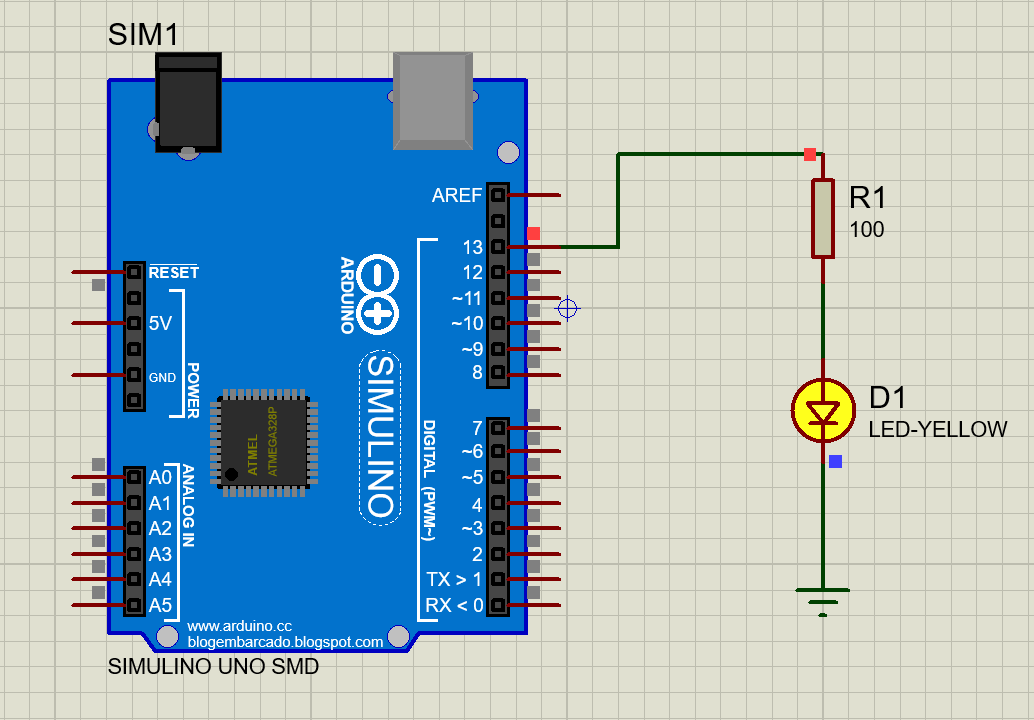 SIM1
AREF
13
12
~11
~10
~9
8
7
~6
~5
4
~3
2
TX > 1
RX < 0
DIGITAL (PWM~)
RESET
5V
GND
POWER
A0
A1
A2
A3
A4
A5
ANALOG IN
ARDUINO
SIMULINO
ATMEL
ATMEGA328P
www.arduino.cc
blogembarcado.blogspot.com
SIMULINO UNO SMD
R1
100
D1
LED-YELLOW